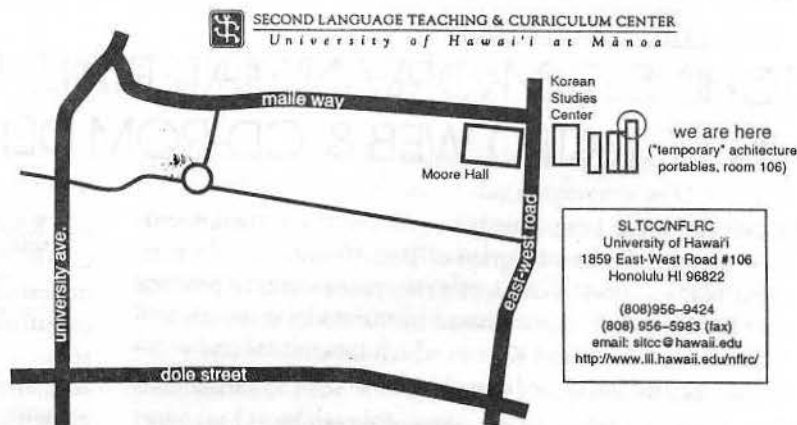 SECOND LANGUAGE TEACHING & CURRICULUM CENTER
University of Hawai'i at Mānoa
maile way
Korean
Studies
Center
we are here
("temporary" achitecture
portables, room 106)
Moore Hall
university ave.
east-west road
dole street
SLTCC/NFLRC
University of Hawai'i
1859 East-West Road #106
Honolulu HI 96822
(808)956–9424
(808) 956–5983 (fax)
email: sltcc@hawaii.edu
http://www.lll.hawaii.edu/nflrc/